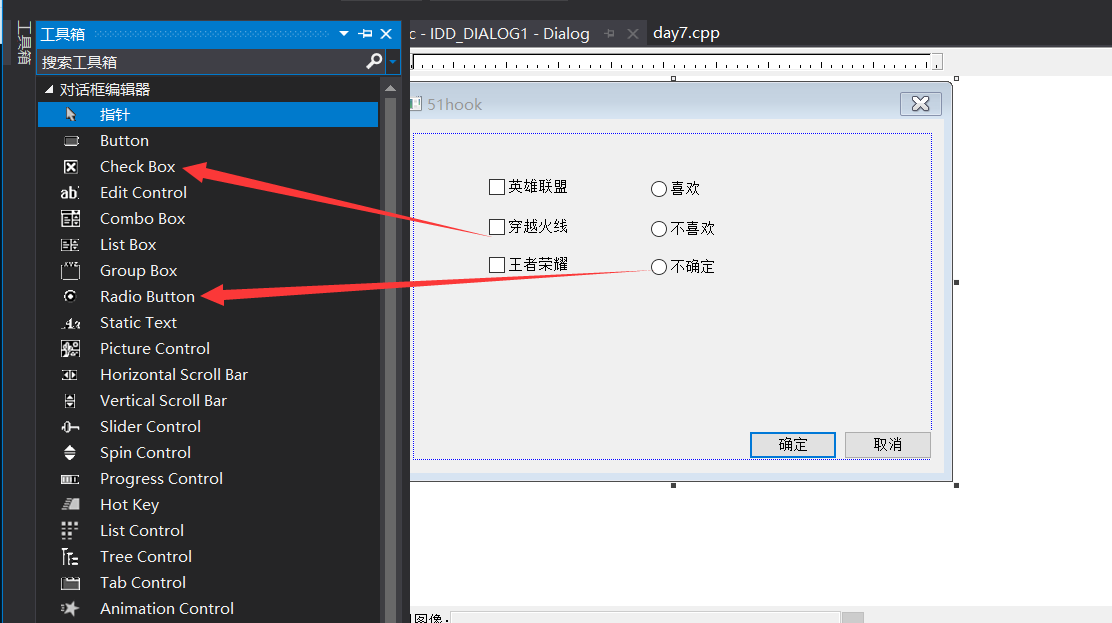 工具箱
工具箱
c - IDD_DIALOG1 - Dialog
day7.cpp
搜索工具箱
对话框编辑器
指针
Button
Check Box
Edit Control
Combo Box
List Box
Group Box
Radio Button
Static Text
Picture Control
Horizontal Scroll Bar
Vertical Scroll Bar
Slider Control
Spin Control
Progress Control
Hot Key
List Control
Tree Control
Tab Control
Animation Control
51hook
英雄联盟
喜欢
穿越火线
不喜欢
王者荣耀
不确定
确定
取消
图像: